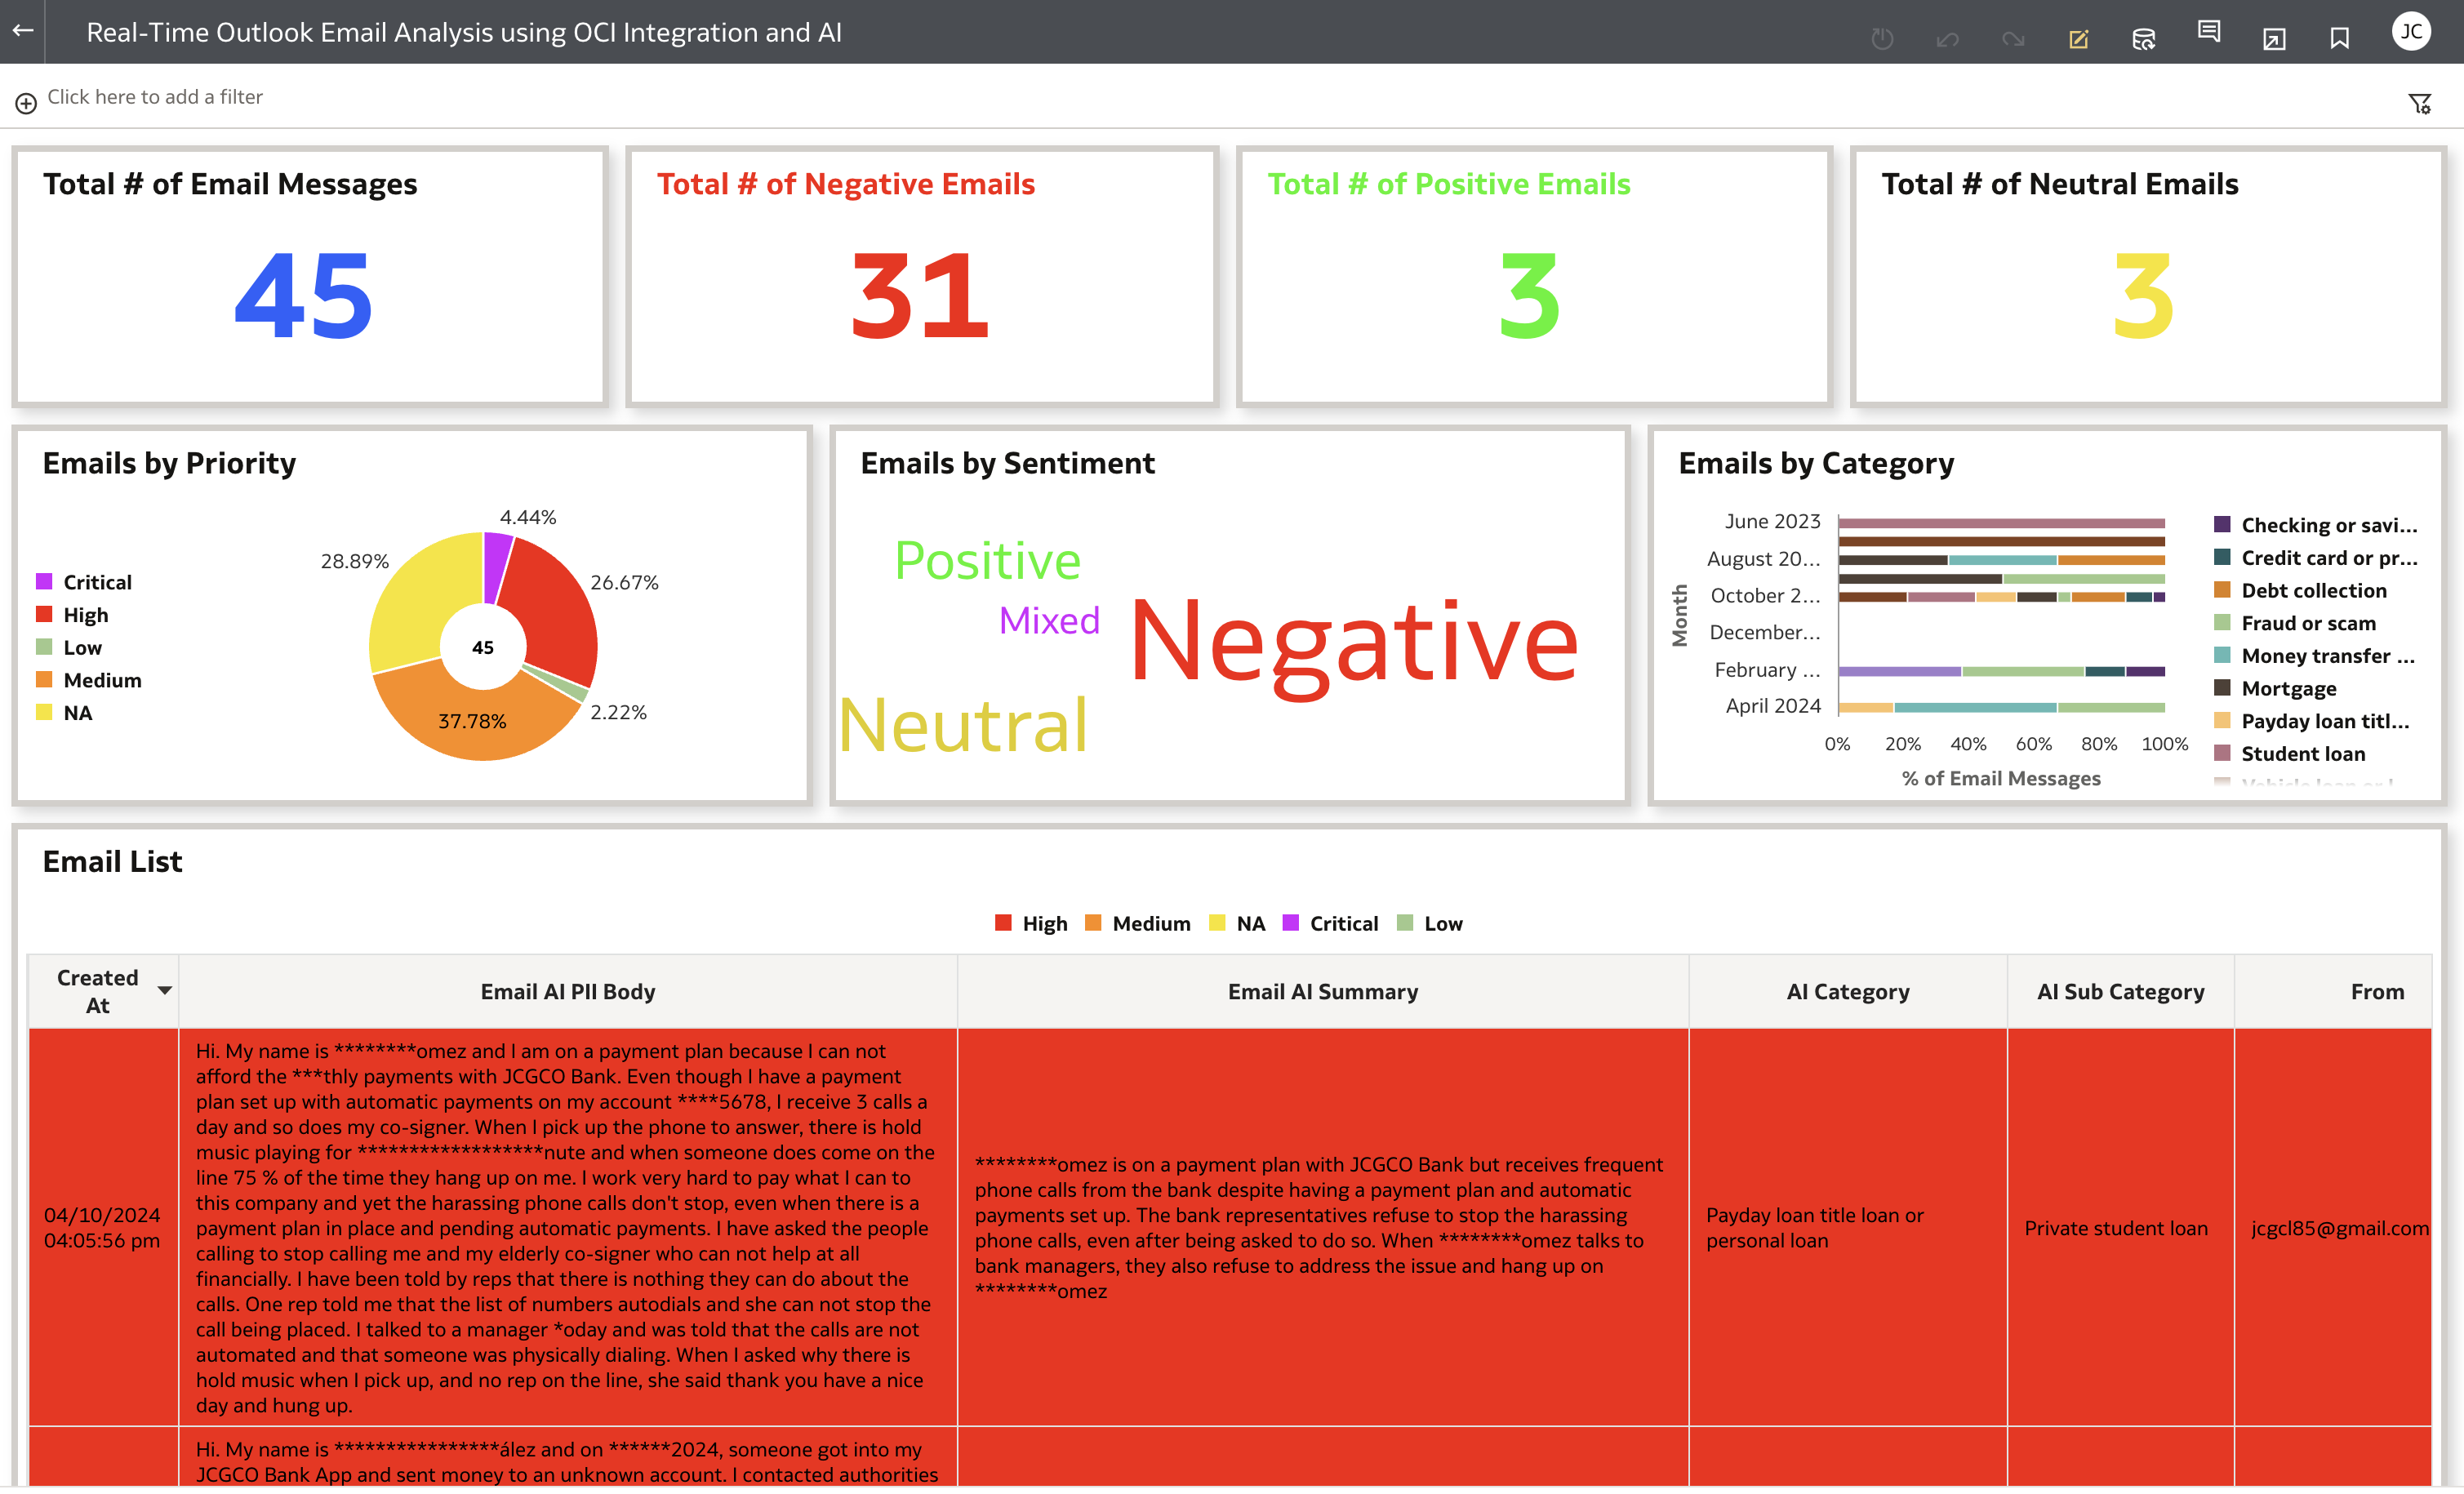 Real-Time Outlook Email Analysis using OCI Integration and AI
JC
Click here to add a filter
Total # of Email Messages
45
Total # of Negative Emails
31
Total # of Positive Emails
3
Total # of Neutral Emails
3
Emails by Priority
Critical
High
Low
Medium
NA
4.44%
28.89%
26.67%
45
2.22%
37.78%
Emails by Sentiment
Positive
Mixed
Negative
Neutral
Emails by Category
Month
June 2023
August 20...
October 2...
December...
February ...
April 2024
0% 20% 40% 60% 80% 100%
% of Email Messages
Checking or savi...
Credit card or pr...
Debt collection
Fraud or scam
Money transfer ...
Mortgage
Payday loan titl...
Student loan
Email List
High Medium NA Critical Low
Created
At
Email AI PII Body
Email AI Summary
AI Category
AI Sub Category
From
04/10/2024
04:05:56 pm
Hi. My name is ********omez and I am on a payment plan because I can not
afford the ***thly payments with JCGCO Bank. Even though I have a payment
plan set up with automatic payments on my account ****5678, I receive 3 calls a
day and so does my co-signer. When I pick up the phone to answer, there is hold
music playing for ******************nute and when someone does come on the
line 75 % of the time they hang up on me. I work very hard to pay what I can to
this company and yet the harassing phone calls don't stop, even when there is a
payment plan in place and pending automatic payments. I have asked the people
calling to stop calling me and my elderly co-signer who can not help at all
financially. I have been told by reps that there is nothing they can do about the
calls. One rep told me that the list of numbers autodials and she can not stop the
call being placed. I talked to a manager *oday and was told that the calls are not
automated and that someone was physically dialing. When I asked why there is
hold music when I pick up, and no rep on the line, she said thank you have a nice
day and hung up.
********omez is on a payment plan with JCGCO Bank but receives frequent
phone calls from the bank despite having a payment plan and automatic
payments set up. The bank representatives refuse to stop the harassing
phone calls, even after being asked to do so. When ********omez talks to
bank managers, they also refuse to address the issue and hang up on
********omez
Payday loan title loan or
personal loan
Private student loan
jcgcl85@gmail.com
Hi. My name is ****************ález and on ******2024, someone got into my
JCGCO Bank App and sent money to an unknown account. I contacted authorities